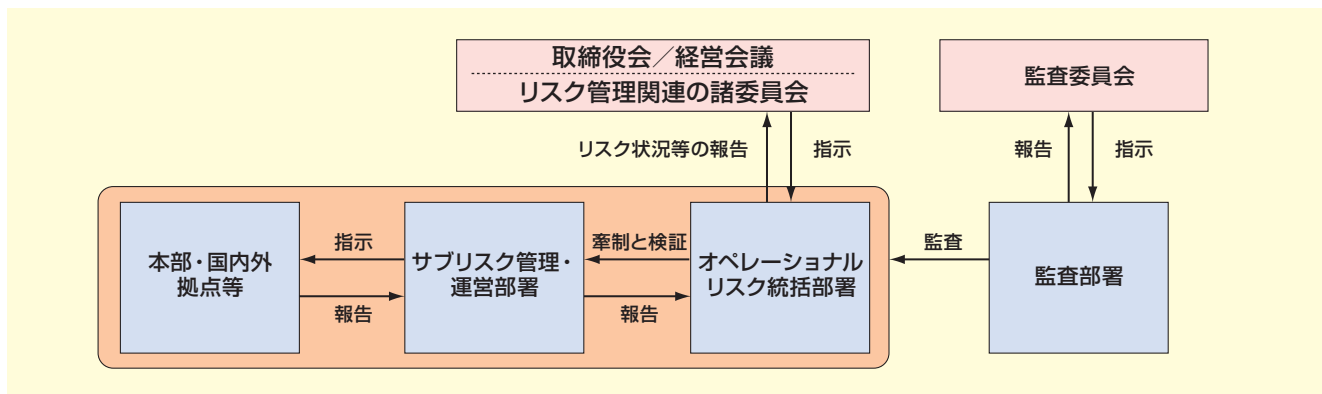 取締役会／経営会議
リスク管理関連の諸委員会
監査委員会
リスク状況等の報告
指示
報告
指示
本部・国内外
拠点等
指示
報告
サブリスク管理・
運営部署
牽制と検証
報告
オペレーショナル
リスク統括部署
監査
監査部署